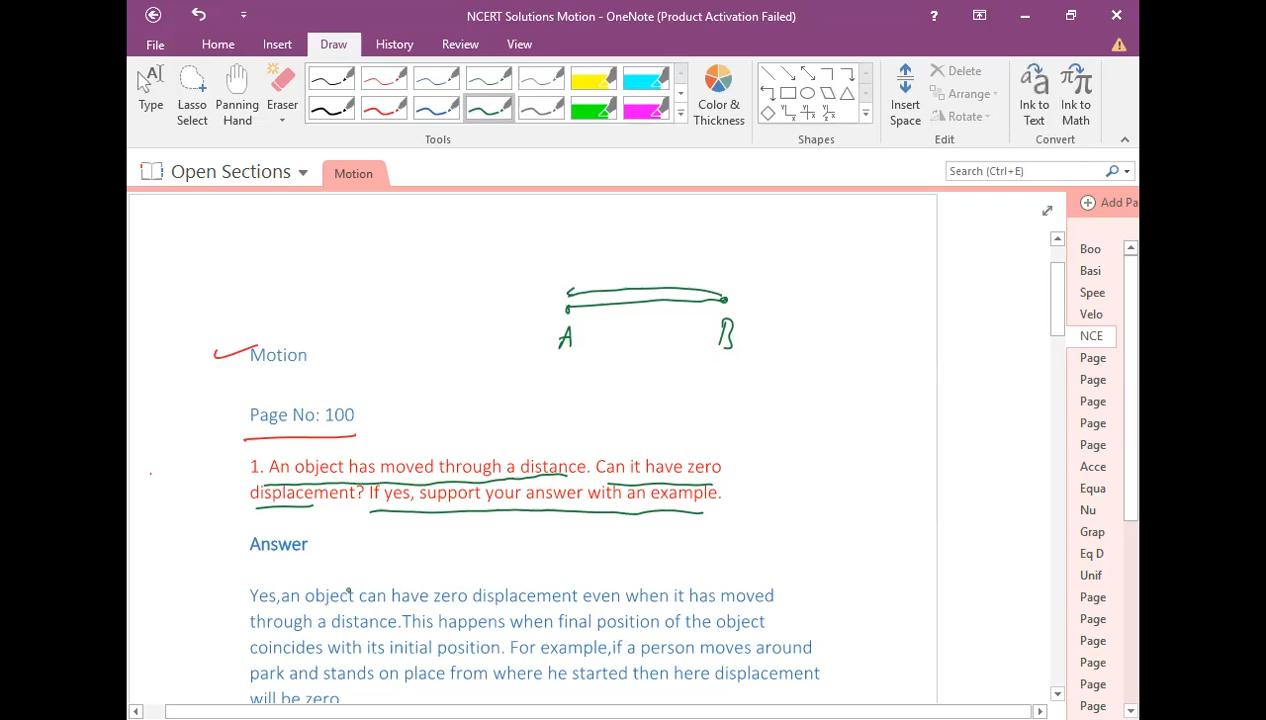 NCERT Solutions Motion - OneNote (Product Activation Failed)
?
File
Home
Insert
Draw
History
Review
View
Type
Lasso
Select
Panning
Hand
Eraser
Color &
Thickness
Insert
Space
Delete
Arrange
Rotate
Ink to
Text
Ink to
Math
Tools
Shapes
Edit
Convert
Open Sections
Motion
Search (Ctrl+E)
Add Pa
A
B
Motion
Page No: 100
1. An object has moved through a distance. Can it have zero
displacement? If yes, support your answer with an example.
Answer
Yes,an object can have zero displacement even when it has moved
through a distance.This happens when final position of the object
coincides with its initial position. For example,if a person moves around
park and stands on place from where he started then here displacement
will be zero
Boo
Basi
Spee
Velo
NCE
Page
Page
Page
Page
Page
Acce
Equa
Nu
Grap
Eq D
Unif
Page
Page
Page
Page
Page
Page